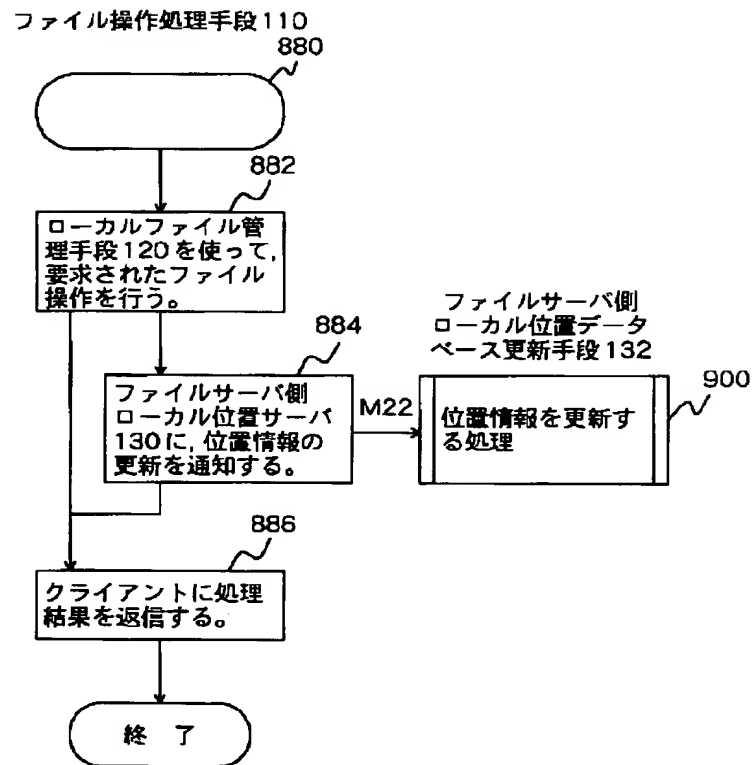 ファイル操作処理手段110
880
882
ローカルファイル管
理手段120を使って,
要求されたファイル
操作を行う。
ファイルサーバ側
ローカル位置データ
ベース更新手段132
884
ファイルサーバ側
ローカル位置サーバ
130に,位置情報の
更新を通知する。
M22
900
位置情報を更新す
る処理
886
クライアントに処理
結果を返信する。
終 了